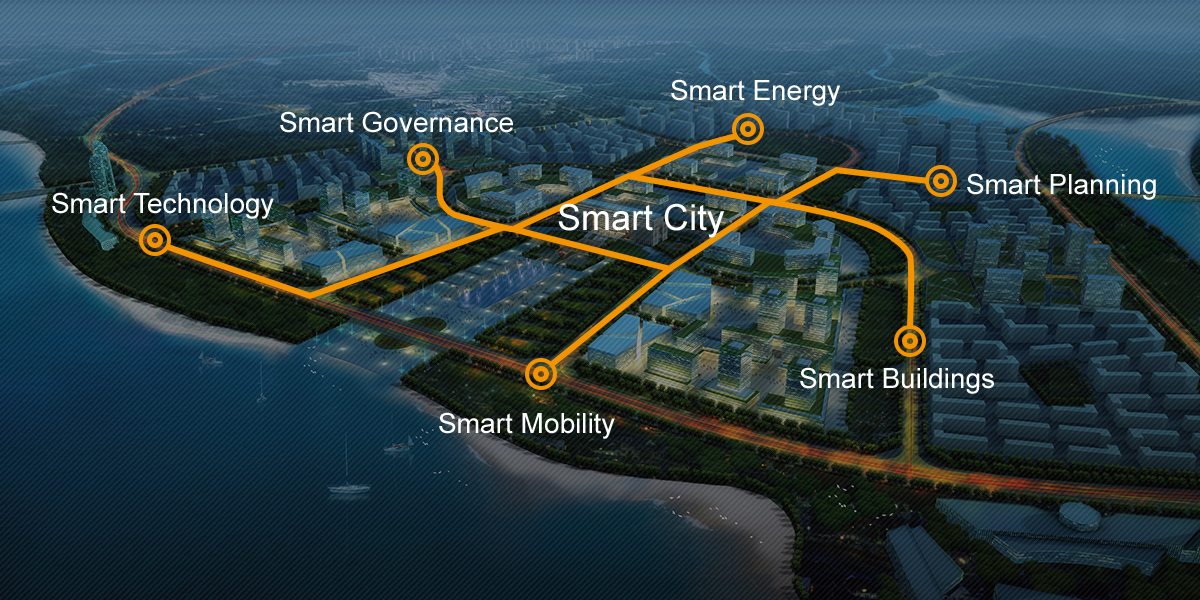 Smart Energy
Smart Governance
Smart Planning
Smart Technology
Smart City
Smart Buildings
Smart Mobility